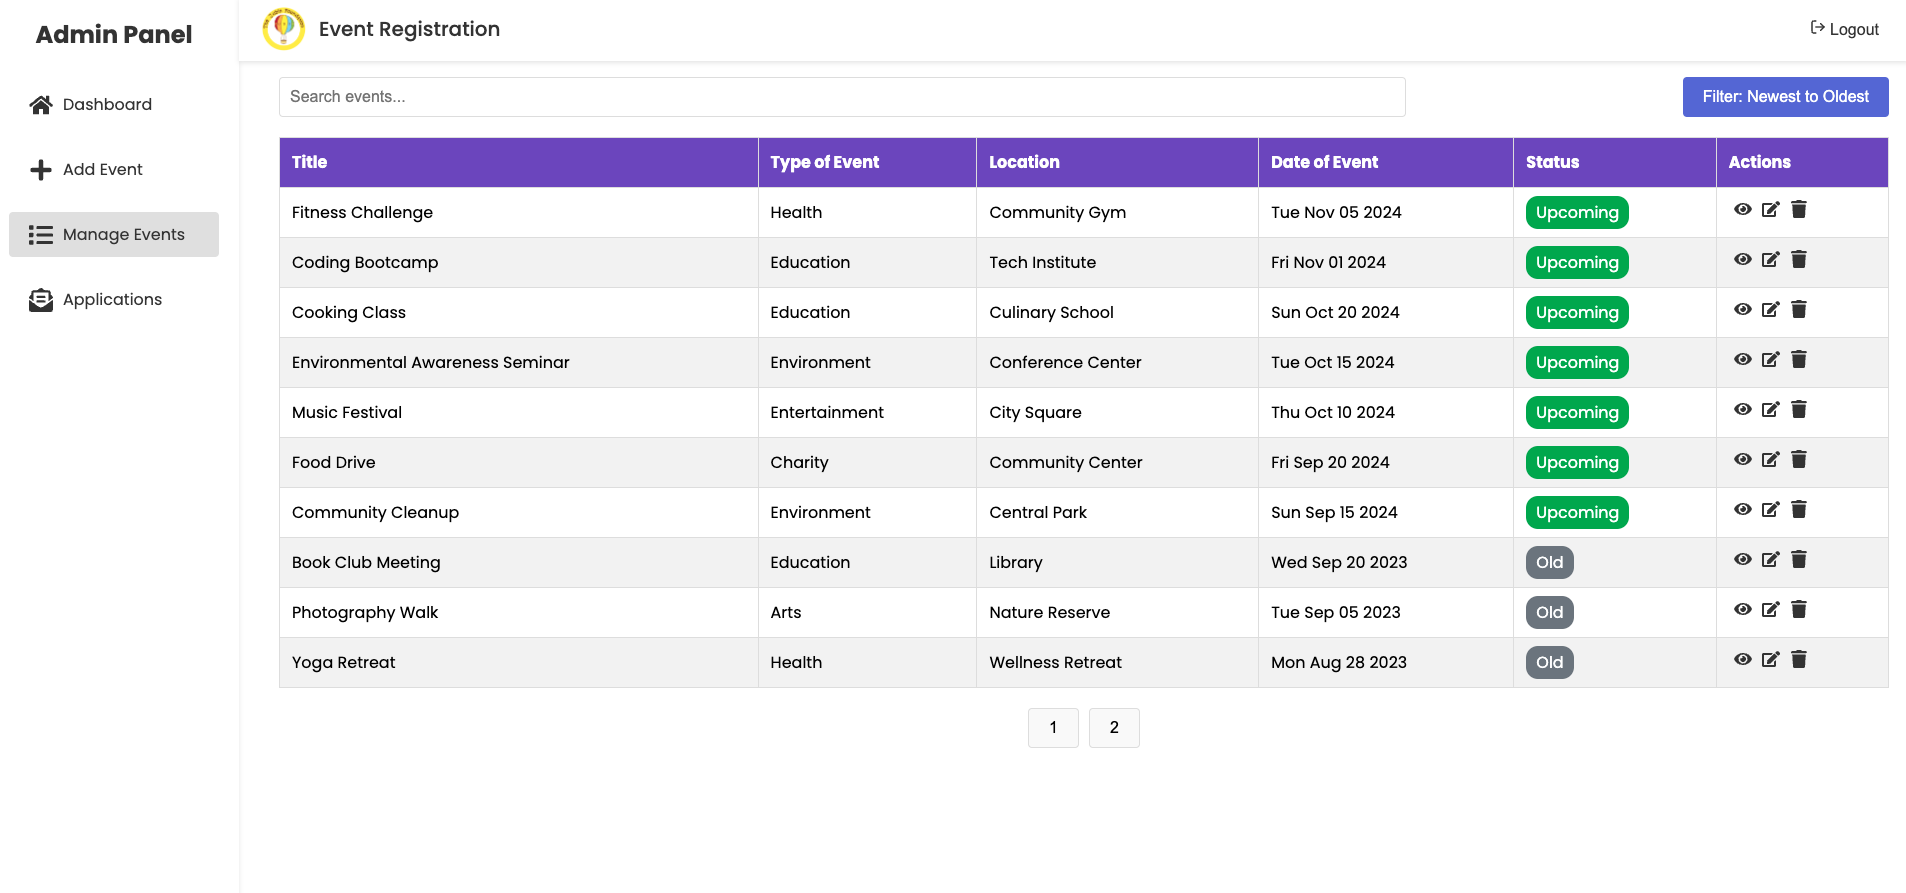 Admin Panel
Dashboard
Add Event
Manage Events
Applications
Event Registration
Logout
Search events...
Filter: Newest to Oldest
Title Type of Event Location Date of Event Status Actions
Fitness Challenge Health Community Gym Tue Nov 05 2024 Upcoming
Coding Bootcamp Education Tech Institute Fri Nov 01 2024 Upcoming
Cooking Class Education Culinary School Sun Oct 20 2024 Upcoming
Environmental Awareness Seminar Environment Conference Center Tue Oct 15 2024 Upcoming
Music Festival Entertainment City Square Thu Oct 10 2024 Upcoming
Food Drive Charity Community Center Fri Sep 20 2024 Upcoming
Community Cleanup Environment Central Park Sun Sep 15 2024 Upcoming
Book Club Meeting Education Library Wed Sep 20 2023 Old
Photography Walk Arts Nature Reserve Tue Sep 05 2023 Old
Yoga Retreat Health Wellness Retreat Mon Aug 28 2023 Old
1 2